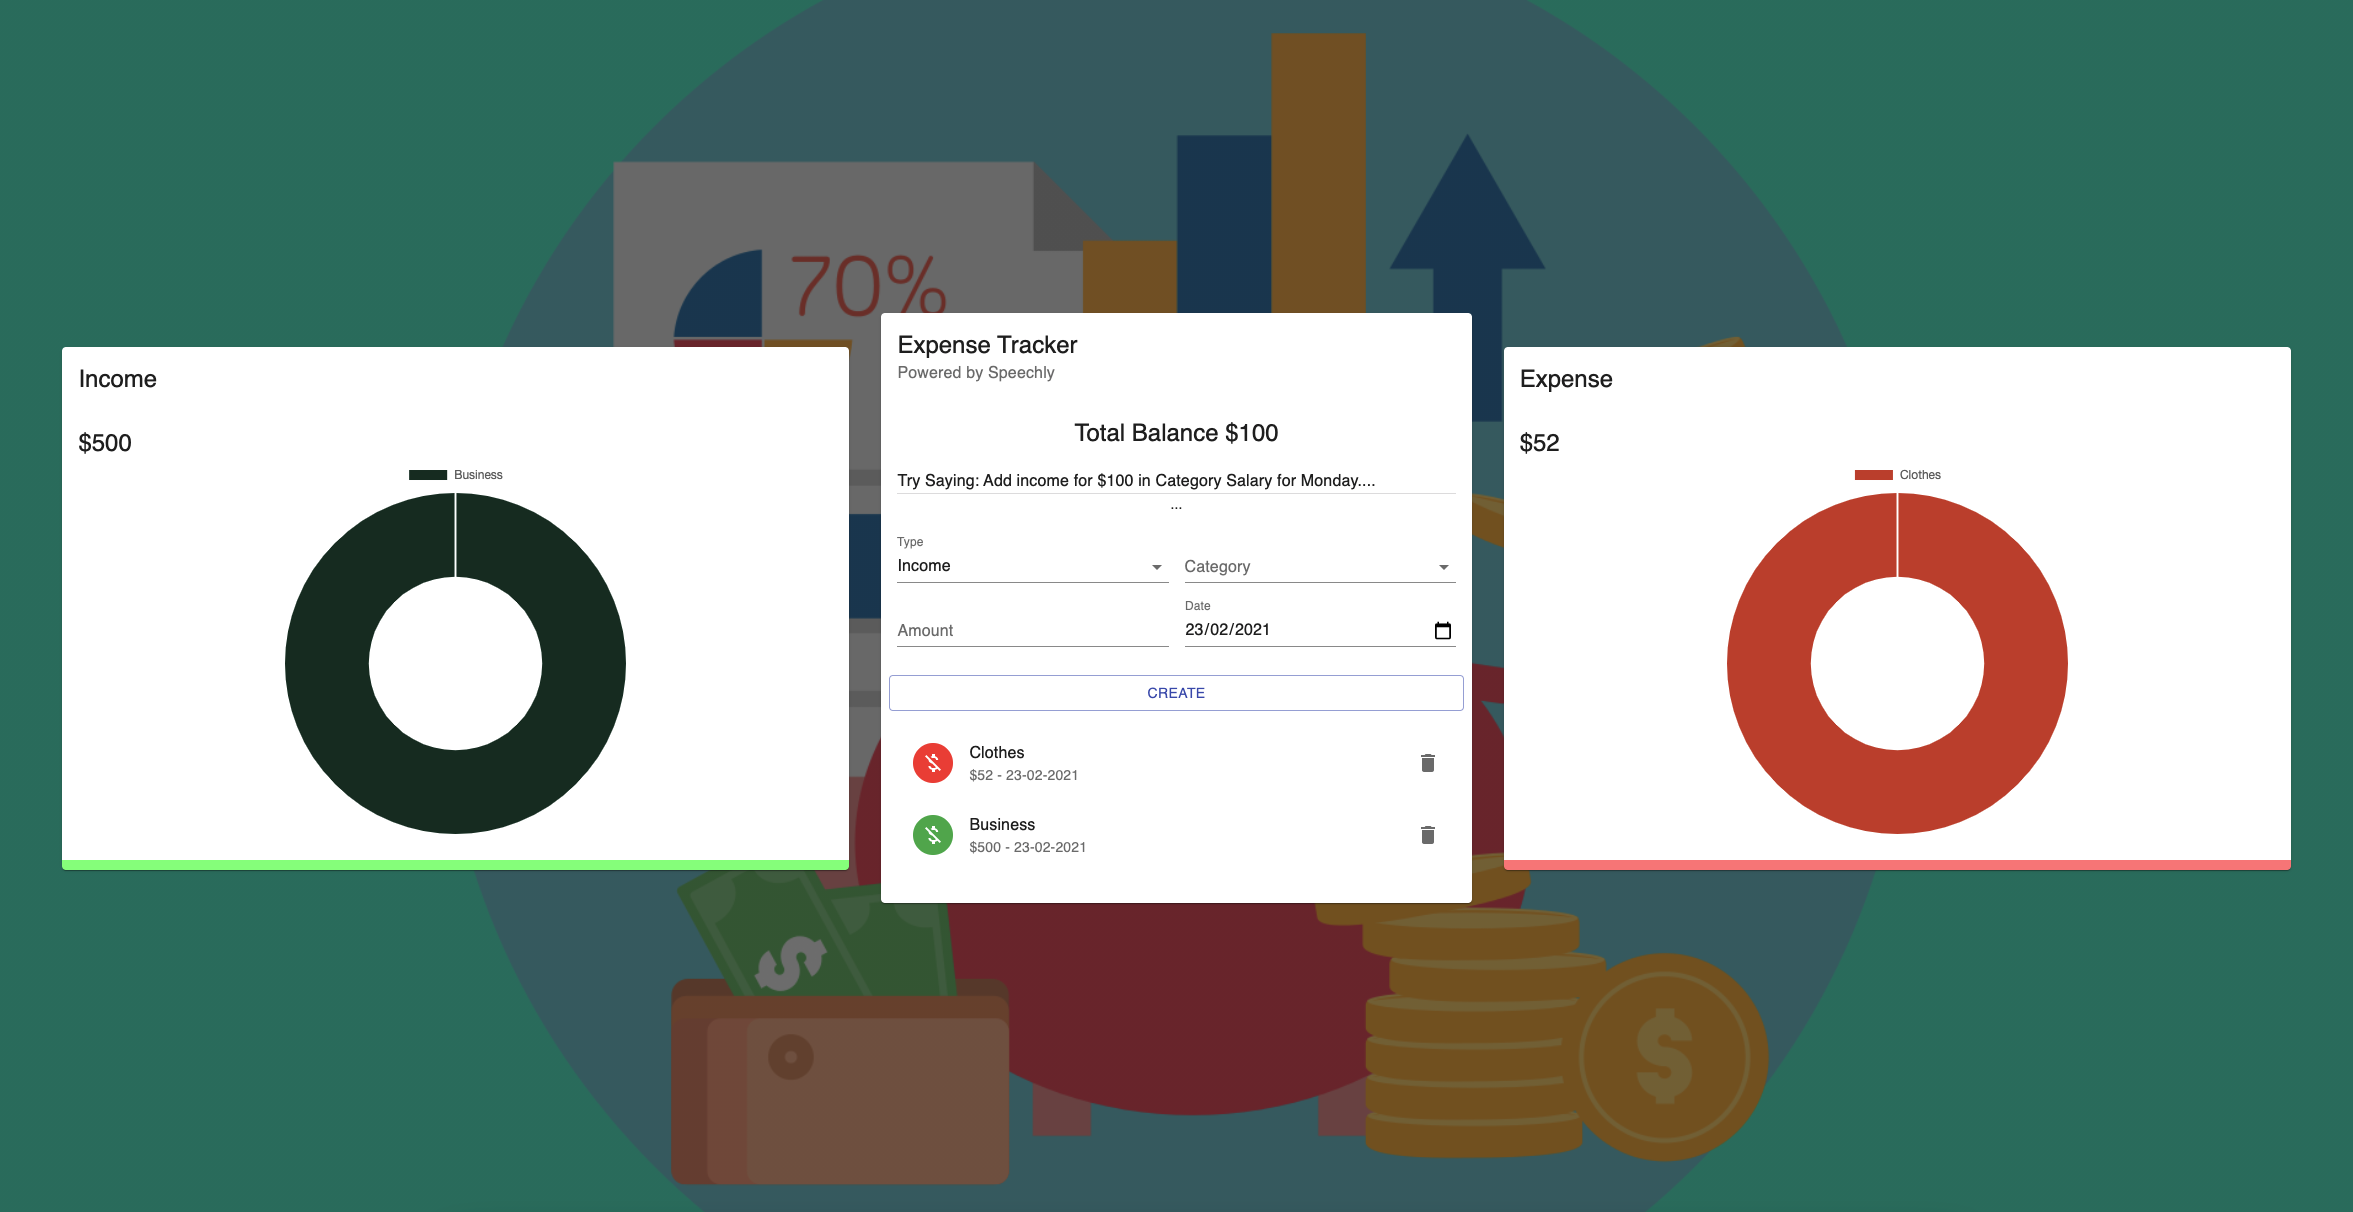 70%
Income
$500
Business
Expense Tracker
Powered by Speechly
Total Balance $100
Try Saying: Add income for $100 in Category Salary for Monday....
...
Type
Income
Category
Amount
Date
23/02/2021
CREATE
Clothes
$52 - 23-02-2021
Business
$500 - 23-02-2021
Expense
$52
Clothes
$
$